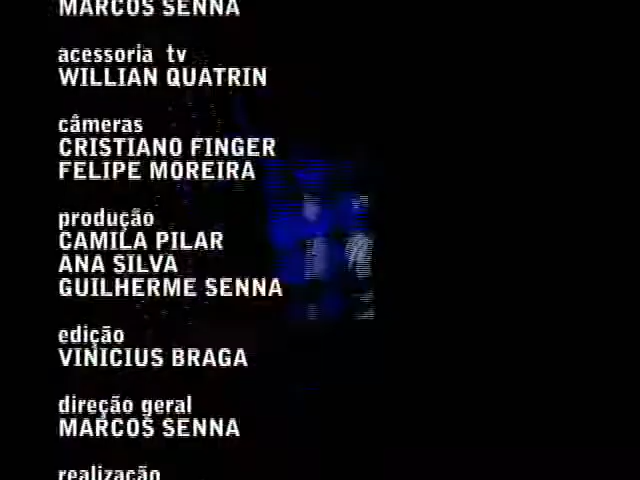 MARCOS SENNA
acessoria tv
WILLIAN QUATRIN
câmeras
CRISTIANO FINGER
FELIPE MOREIRA
produção
CAMILA PILAR
ANA SILVA
GUILHERME SENNA
edição
VINICIUS BRAGA
direção geral
MARCOS SENNA
realização